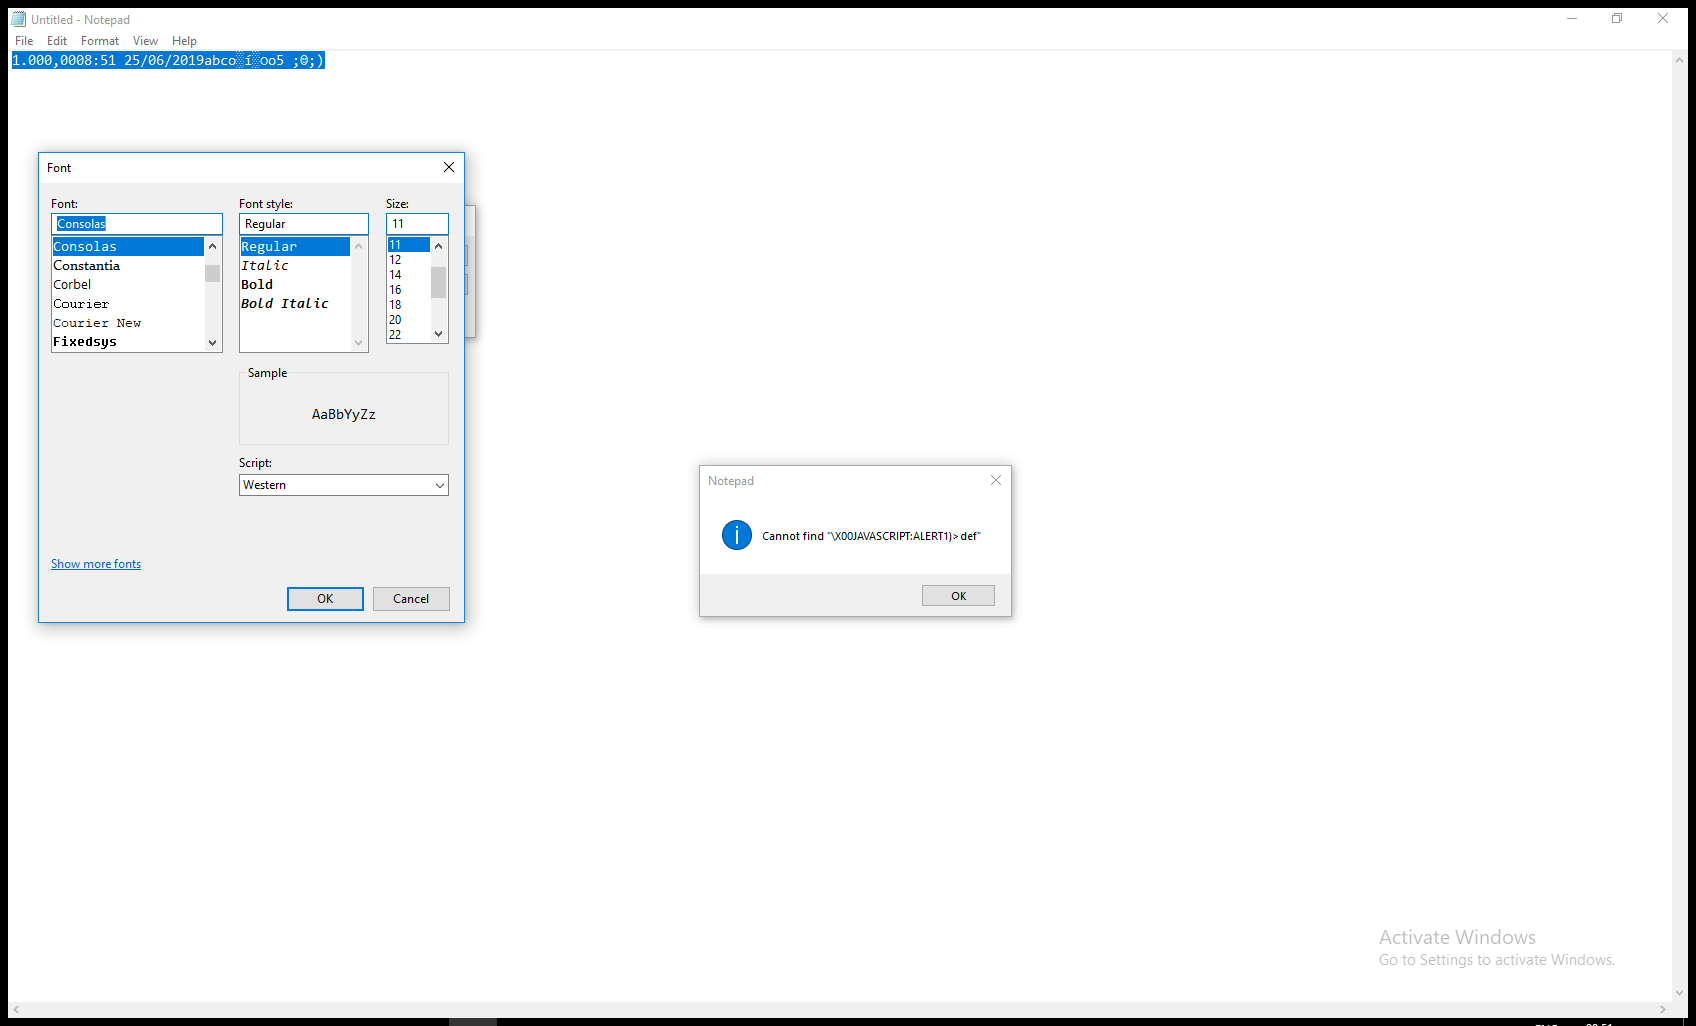 Untitled - Notepad
File Edit Format View Help
1.000,0008:51 25/06/2019abco░í░oo5 ;
Font
Font: Font style: Size:
Consolas Regular 11
Consolas
Constantia
Corbel
Courier
Courier New
Fixedsys
Regular
Italic
Bold
Bold Italic
11
12
14
16
18
20
22
Sample
AaBbYyZz
Script:
Western
Show more fonts
OK Cancel
Notepad
Cannot find "\X00JAVASCRIPT:ALERT1)>def"
OK
Activate Windows
Go to Settings to activate Windows.